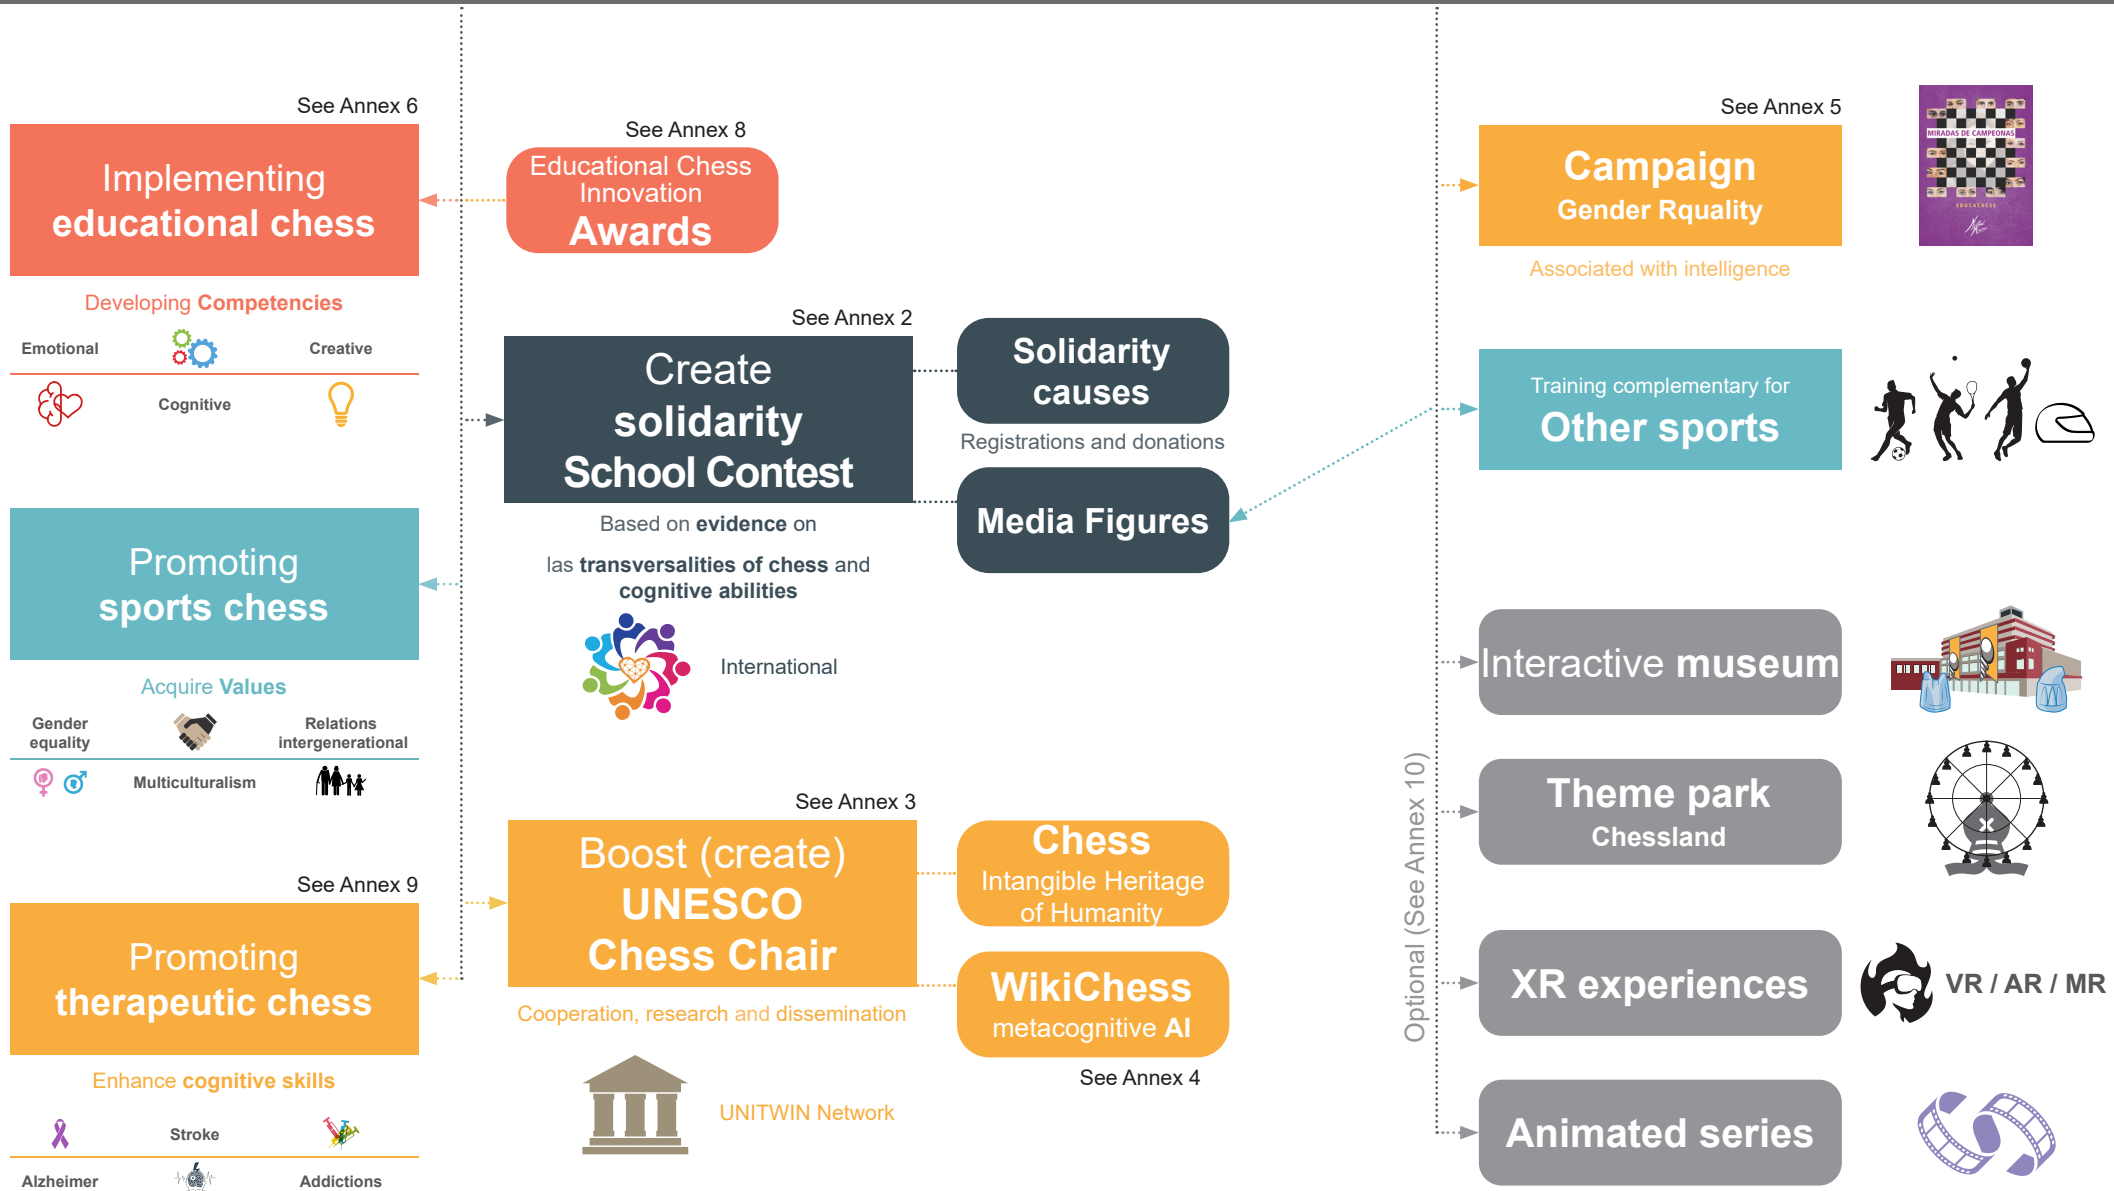 See Annex 6
Implementing
educational chess
Developing Competencies
Emotional
Creative
Cognitive
Promoting
sports chess
Acquire Values
Gender
equality
Relations
intergenerational
Multiculturalism
See Annex 9
Promoting
therapeutic chess
Enhance cognitive skills
Stroke
Alzheimer
Addictions
See Annex 8
Educational Chess
Innovation
Awards
See Annex 2
Create
solidarity
School Contest
Based on evidence on
las transversalities of chess and
cognitive abilities
International
Solidarity
causes
Registrations and donations
Media Figures
See Annex 3
Boost (create)
UNESCO
Chess Chair
Cooperation, research and dissemination
UNITWIN Network
Chess
Intangible Heritage
of Humanity
WikiChess
metacognitive AI
See Annex 4
See Annex 5
Campaign
Gender Rquality
Associated with intelligence
MIRADAS DE CAMPEONAS
EDUCACHESS
Training complementary for
Other sports
Optional (See Annex 10)
Interactive museum
Theme park
Chessland
XR experiences
VR / AR / MR
Animated series